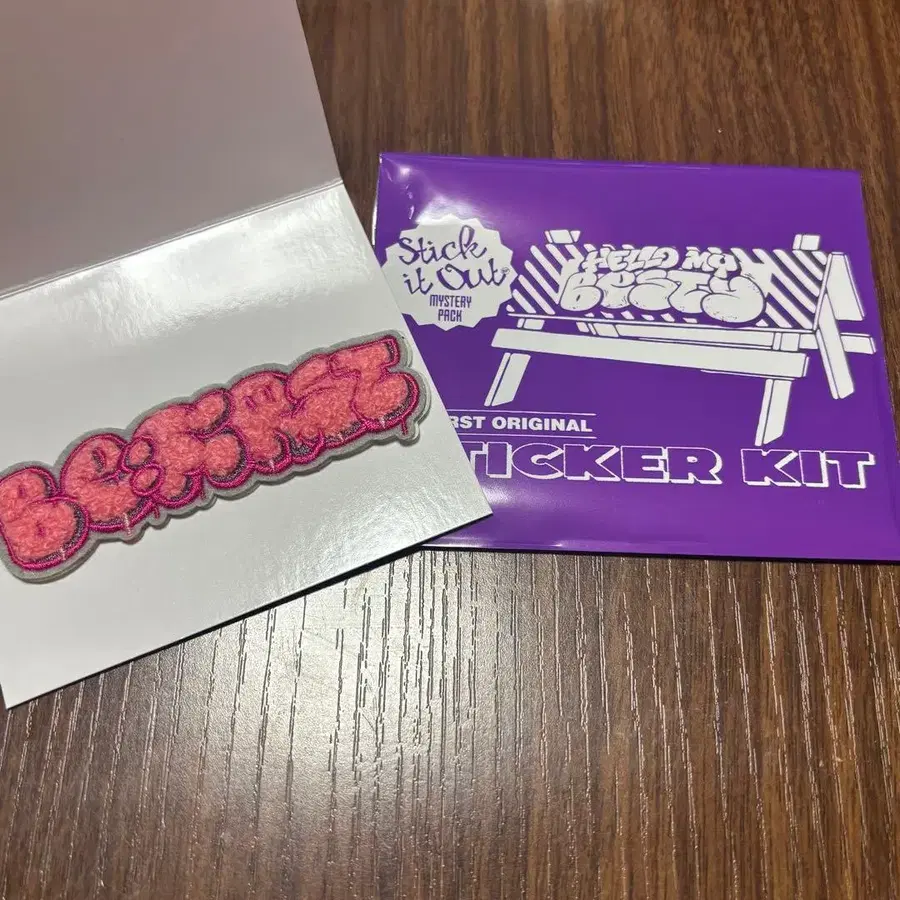 BE:FIRST
Stick
it Out
MYSTERY
PACK
HELLO MY
BESTY
RST ORIGINAL
TICKER KIT